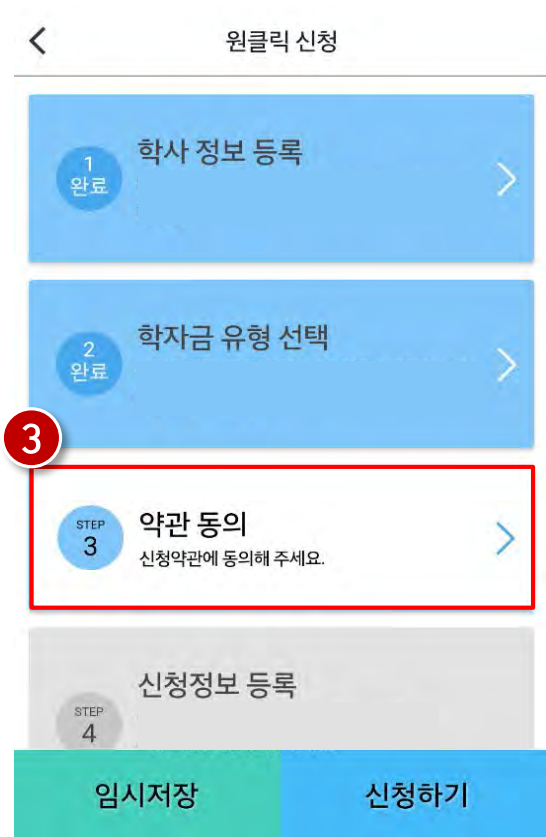 원클릭 신청
1
완료
학사 정보 등록
2
완료
학자금 유형 선택
3
STEP
3
약관 동의
신청약관에 동의해 주세요.
신청정보 등록
STEP
4
임시저장
신청하기